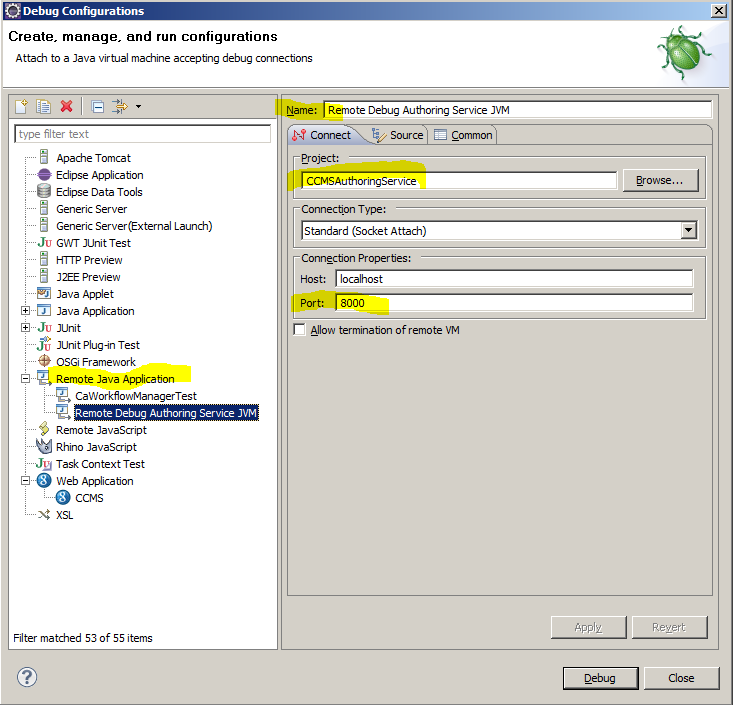 Debug Configurations
Create, manage, and run configurations
Attach to a Java virtual machine accepting debug connections
type filter text
Apache Tomcat
Eclipse Application
Eclipse Data Tools
Generic Server
Generic Server(External Launch)
GWT JUnit Test
HTTP Preview
J2EE Preview
Java Applet
Java Application
JUnit
JUnit Plug-in Test
OSGi Framework
Remote Java Application
CaWorkflowManagerTest
Remote Debug Authoring Service JVM
Remote JavaScript
Rhino JavaScript
Task Context Test
Web Application
CCMS
XSL
Filter matched 53 of 55 items
Name: Remote Debug Authoring Service JVM
Connect Source Common
Project:
CCMSAuthoringService Browse...
Connection Type:
Standard (Socket Attach)
Connection Properties:
Host: localhost
Port: 8000
Allow termination of remote VM
Apply Revert
? Debug Close